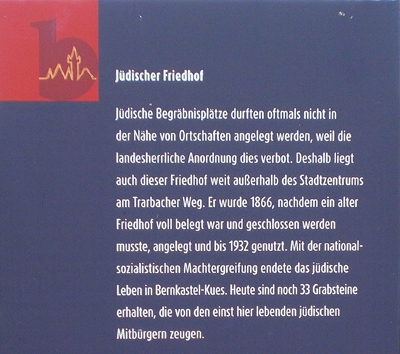 b
Jüdischer Friedhof
Jüdische Begräbnisplätze durften oftmals nicht in
der Nähe von Ortschaften angelegt werden, weil die
landesherrliche Anordnung dies verbot. Deshalb liegt
auch dieser Friedhof weit außerhalb des Stadtzentrums
am Trarbacher Weg. Er wurde 1866, nachdem ein alter
Friedhof voll belegt war und geschlossen werden
musste, angelegt und bis 1932 genutzt. Mit der national-
sozialistischen Machtergreifung endete das jüdische
Leben in Bernkastel-Kues. Heute sind noch 33 Grabsteine
erhalten, die von den einst hier lebenden jüdischen
Mitbürgern zeugen.